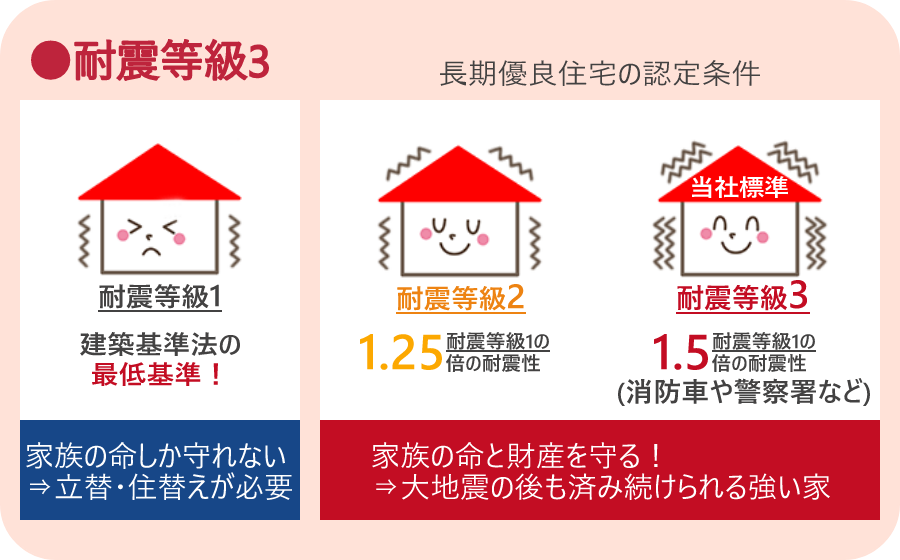 ●耐震等級3
長期優良住宅の認定条件
耐震等級1
建築基準法の
最低基準！
家族の命しか守れない
⇒立替・住替えが必要
耐震等級2
1.25耐震等級1の
倍の耐震性
当社標準
耐震等級3
1.5耐震等級1の
倍の耐震性
(消防車や警察署など)
家族の命と財産を守る！
⇒大地震の後も済み続けられる強い家